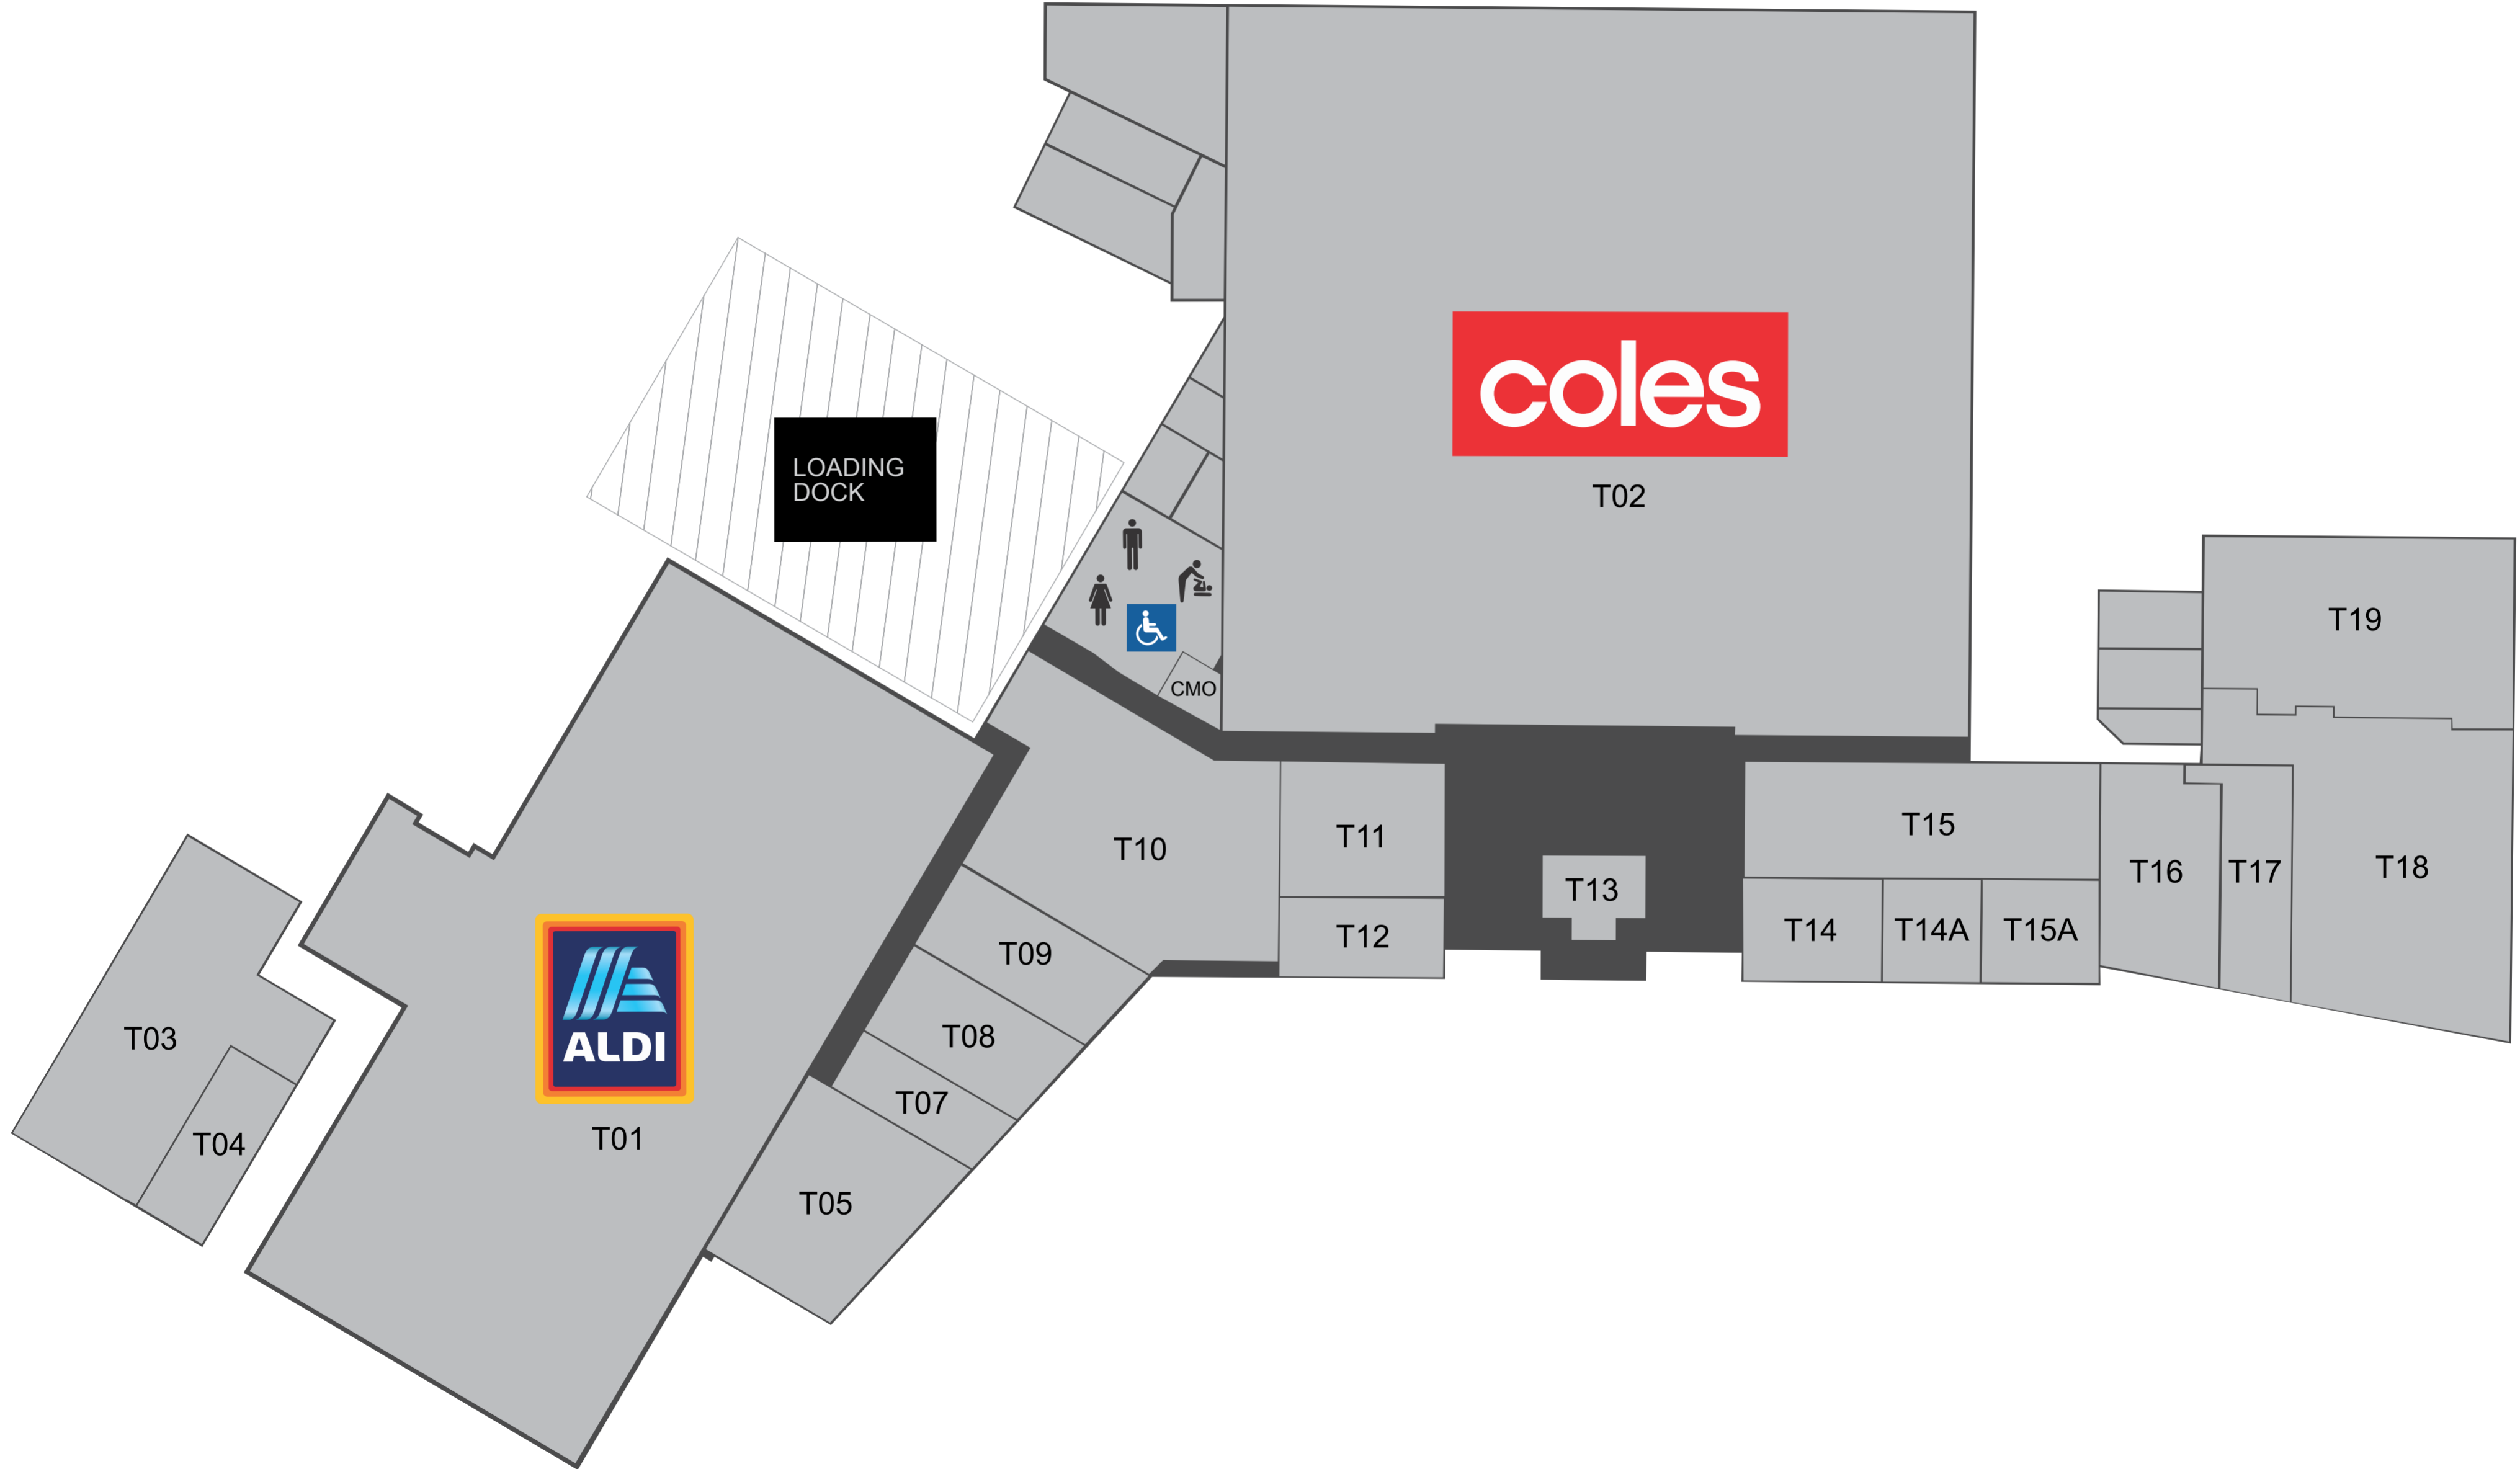 coles
T02
LOADING
DOCK
T19
CMO
T10
T11
T12
T13
T15
T14
T14A
T15A
T16
T17
T18
T09
T08
T07
T05
ALDI
T01
T03
T04